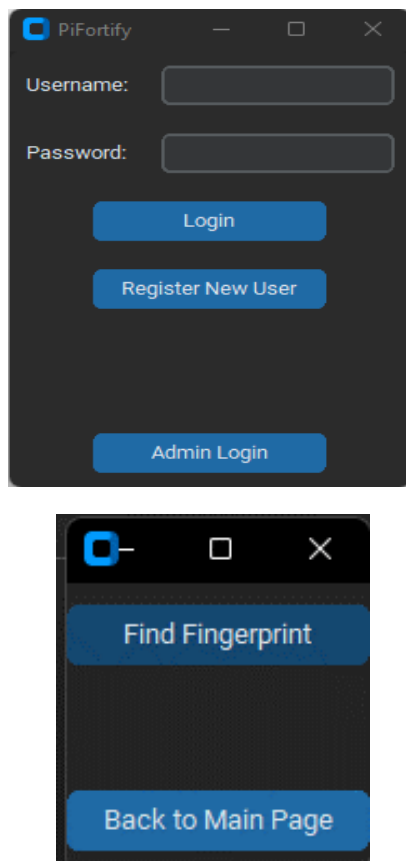 PiFortify
Username:
Password:
Login
Register New User
Admin Login
Find Fingerprint
Back to Main Page